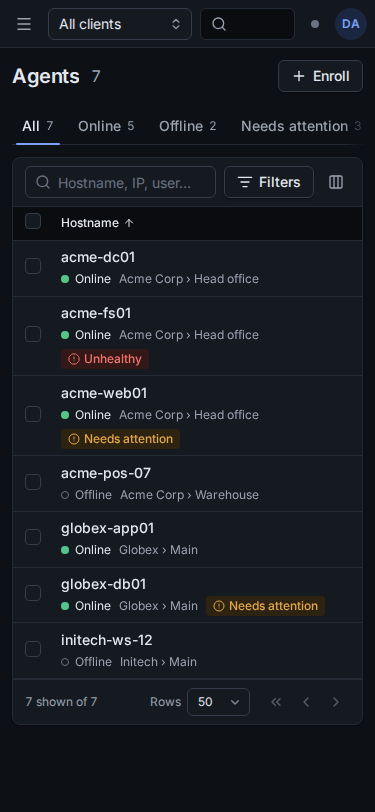 All clients
DA
Agents 7
Enroll
All 7 Online 5 Offline 2 Needs attention 3
Hostname, IP, user...
Filters
Hostname ↑
acme-dc01
Online Acme Corp › Head office
acme-fs01
Online Acme Corp › Head office
Unhealthy
acme-web01
Online Acme Corp › Head office
Needs attention
acme-pos-07
Offline Acme Corp › Warehouse
globex-app01
Online Globex › Main
globex-db01
Online Globex › Main Needs attention
initech-ws-12
Offline Initech › Main
7 shown of 7 Rows 50